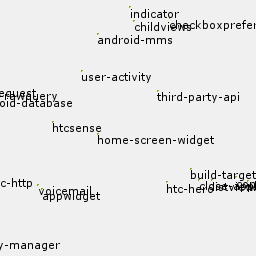 indicator
childviews
checkboxprefer
android-mms
user-activity
equest
rawquery
third-party-api
oid-database
htcsense
home-screen-widget
build-target
c-http
voicemail
htc-hero
appwidget
y-manager